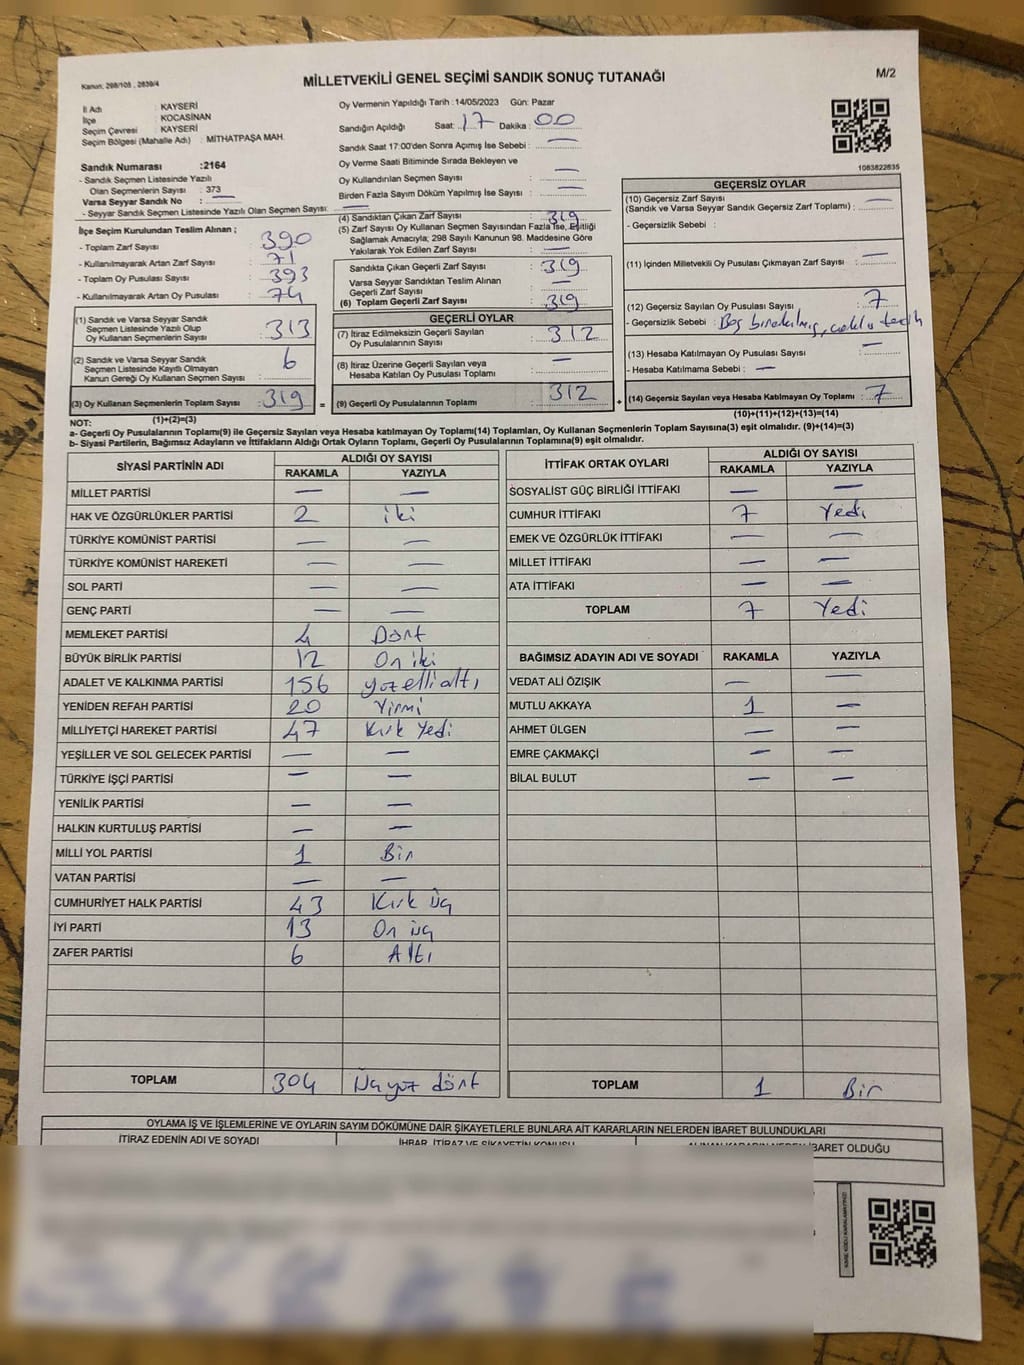 Kanun: 298/105 , 2839/4
MİLLETVEKİLİ GENEL SEÇİMİ SANDIK SONUÇ TUTANAĞI
M/2
İl Adı : KAYSERİ
İlçe : KOCASİNAN
Seçim Çevresi : KAYSERİ
Seçim Bölgesi (Mahalle Adı) : MİTHATPAŞA MAH.
Sandık Numarası :2164
- Sandık Seçmen Listesinde Yazılı
Olan Seçmenlerin Sayısı : 373
Varsa Seyyar Sandık No : —
- Seyyar Sandık Seçmen Listesinde Yazılı Olan Seçmen Sayısı: —
İlçe Seçim Kurulundan Teslim Alınan ;
- Toplam Zarf Sayısı : 390
- Kullanılmayarak Artan Zarf Sayısı : 71
- Toplam Oy Pusulası Sayısı : 393
- Kullanılmayarak Artan Oy Pusulası : 74
(1) Sandık ve Varsa Seyyar Sandık
Seçmen Listesinde Yazılı Olup
Oy Kullanan Seçmenlerin Sayısı : 313
(2) Sandık ve Varsa Seyyar Sandık
Seçmen Listesinde Kayıtlı Olmayan
Kanun Gereği Oy Kullanan Seçmen Sayısı : 6
(3) Oy Kullanan Seçmenlerin Toplam Sayısı : 319
(1)+(2)=(3)
Oy Vermenin Yapıldığı Tarih : 14/05/2023 Gün: Pazar
Sandığın Açıldığı Saat: 17 Dakika : 00
Sandık Saat 17:00'den Sonra Açımış İse Sebebi : —
Oy Verme Saati Bitiminde Sırada Bekleyen ve
Oy Kullandırılan Seçmen Sayısı : —
Birden Fazla Sayım Döküm Yapılmış İse Sayısı : —
(4) Sandıktan Çıkan Zarf Sayısı : 319
(5) Zarf Sayısı Oy Kullanan Seçmen Sayısından Fazla İse, Eşitliği
Sağlamak Amacıyla; 298 Sayılı Kanunun 98. Maddesine Göre
Yakılarak Yok Edilen Zarf Sayısı : —
Sandıkta Çıkan Geçerli Zarf Sayısı : 319
Varsa Seyyar Sandıktan Teslim Alınan
Geçerli Zarf Sayısı : —
(6) Toplam Geçerli Zarf Sayısı : 319
GEÇERLİ OYLAR
(7) İtiraz Edilmeksizin Geçerli Sayılan
Oy Pusulalarının Sayısı : 312
(8) İtiraz Üzerine Geçerli Sayılan veya
Hesaba Katılan Oy Pusulaları Toplamı : —
= (9) Geçerli Oy Pusulalarının Toplamı : 312
1083822635
GEÇERSİZ OYLAR
(10) Geçersiz Zarf Sayısı : —
(Sandık ve Varsa Seyyar Sandık Geçersiz Zarf Toplamı) :
- Geçersizlik Sebebi :
(11) İçinden Milletvekili Oy Pusulası Çıkmayan Zarf Sayısı : —
(12) Geçersiz Sayılan Oy Pusulası Sayısı : 7
- Geçersizlik Sebebi : Boş bırakılmış,
(13) Hesaba Katılmayan Oy Pusulası Sayısı : —
- Hesaba Katılmama Sebebi : —
+ (14) Geçersiz Sayılan veya Hesaba Katılmayan Oy Toplamı : 7
(10)+(11)+(12)+(13)=(14)
NOT:
a- Geçerli Oy Pusulalarının Toplamı(9) ile Geçersiz Sayılan veya Hesaba katılmayan Oy Toplamı(14) Toplamları, Oy Kullanan Seçmenlerin Toplam Sayısına(3) eşit olmalıdır. (9)+(14)=(3)
b- Siyasi Partilerin, Bağımsız Adayların ve İttifakların Aldığı Ortak Oyların Toplamı, Geçerli Oy Pusulalarının Toplamına(9) eşit olmalıdır.
SİYASİ PARTİNİN ADI ALDIĞI OY SAYISI
RAKAMLA YAZIYLA
MİLLET PARTİSİ — —
HAK VE ÖZGÜRLÜKLER PARTİSİ 2 iki
TÜRKİYE KOMÜNİST PARTİSİ — —
TÜRKİYE KOMÜNİST HAREKETİ — —
SOL PARTİ — —
GENÇ PARTİ — —
MEMLEKET PARTİSİ 4 Dört
BÜYÜK BİRLİK PARTİSİ 12 On iki
ADALET VE KALKINMA PARTİSİ 156 yüzelli altı
YENİDEN REFAH PARTİSİ 20 Yirmi
MİLLİYETÇİ HAREKET PARTİSİ 47 Kırk Yedi
YEŞİLLER VE SOL GELECEK PARTİSİ — —
TÜRKİYE İŞÇİ PARTİSİ — —
YENİLİK PARTİSİ — —
HALKIN KURTULUŞ PARTİSİ — —
MİLLİ YOL PARTİSİ 1 Bir
VATAN PARTİSİ — —
CUMHURİYET HALK PARTİSİ 43 Kırk üç
İYİ PARTİ 13 On üç
ZAFER PARTİSİ 6 Altı
TOPLAM 304 Üçyüz dört
İTTİFAK ORTAK OYLARI ALDIĞI OY SAYISI
RAKAMLA YAZIYLA
SOSYALİST GÜÇ BİRLİĞİ İTTİFAKI — —
CUMHUR İTTİFAKI 7 Yedi
EMEK VE ÖZGÜRLÜK İTTİFAKI — —
MİLLET İTTİFAKI — —
ATA İTTİFAKI — —
TOPLAM 7 Yedi
BAĞIMSIZ ADAYIN ADI VE SOYADI RAKAMLA YAZIYLA
VEDAT ALİ ÖZIŞIK — —
MUTLU AKKAYA 1 —
AHMET ÜLGEN — —
EMRE ÇAKMAKÇİ — —
BİLAL BULUT — —
TOPLAM 1 Bir
OYLAMA İŞ VE İŞLEMLERİNE VE OYLARIN SAYIM DÖKÜMÜNE DAİR ŞİKAYETLERLE BUNLARA AİT KARARLARIN NELERDEN İBARET BULUNDUKLARI
İTİRAZ EDENİN ADI VE SOYADI İHBAR, İTİRAZ VE ŞİKAYETİN KONUSU ALINAN KARARIN NEDEN İBARET OLDUĞU